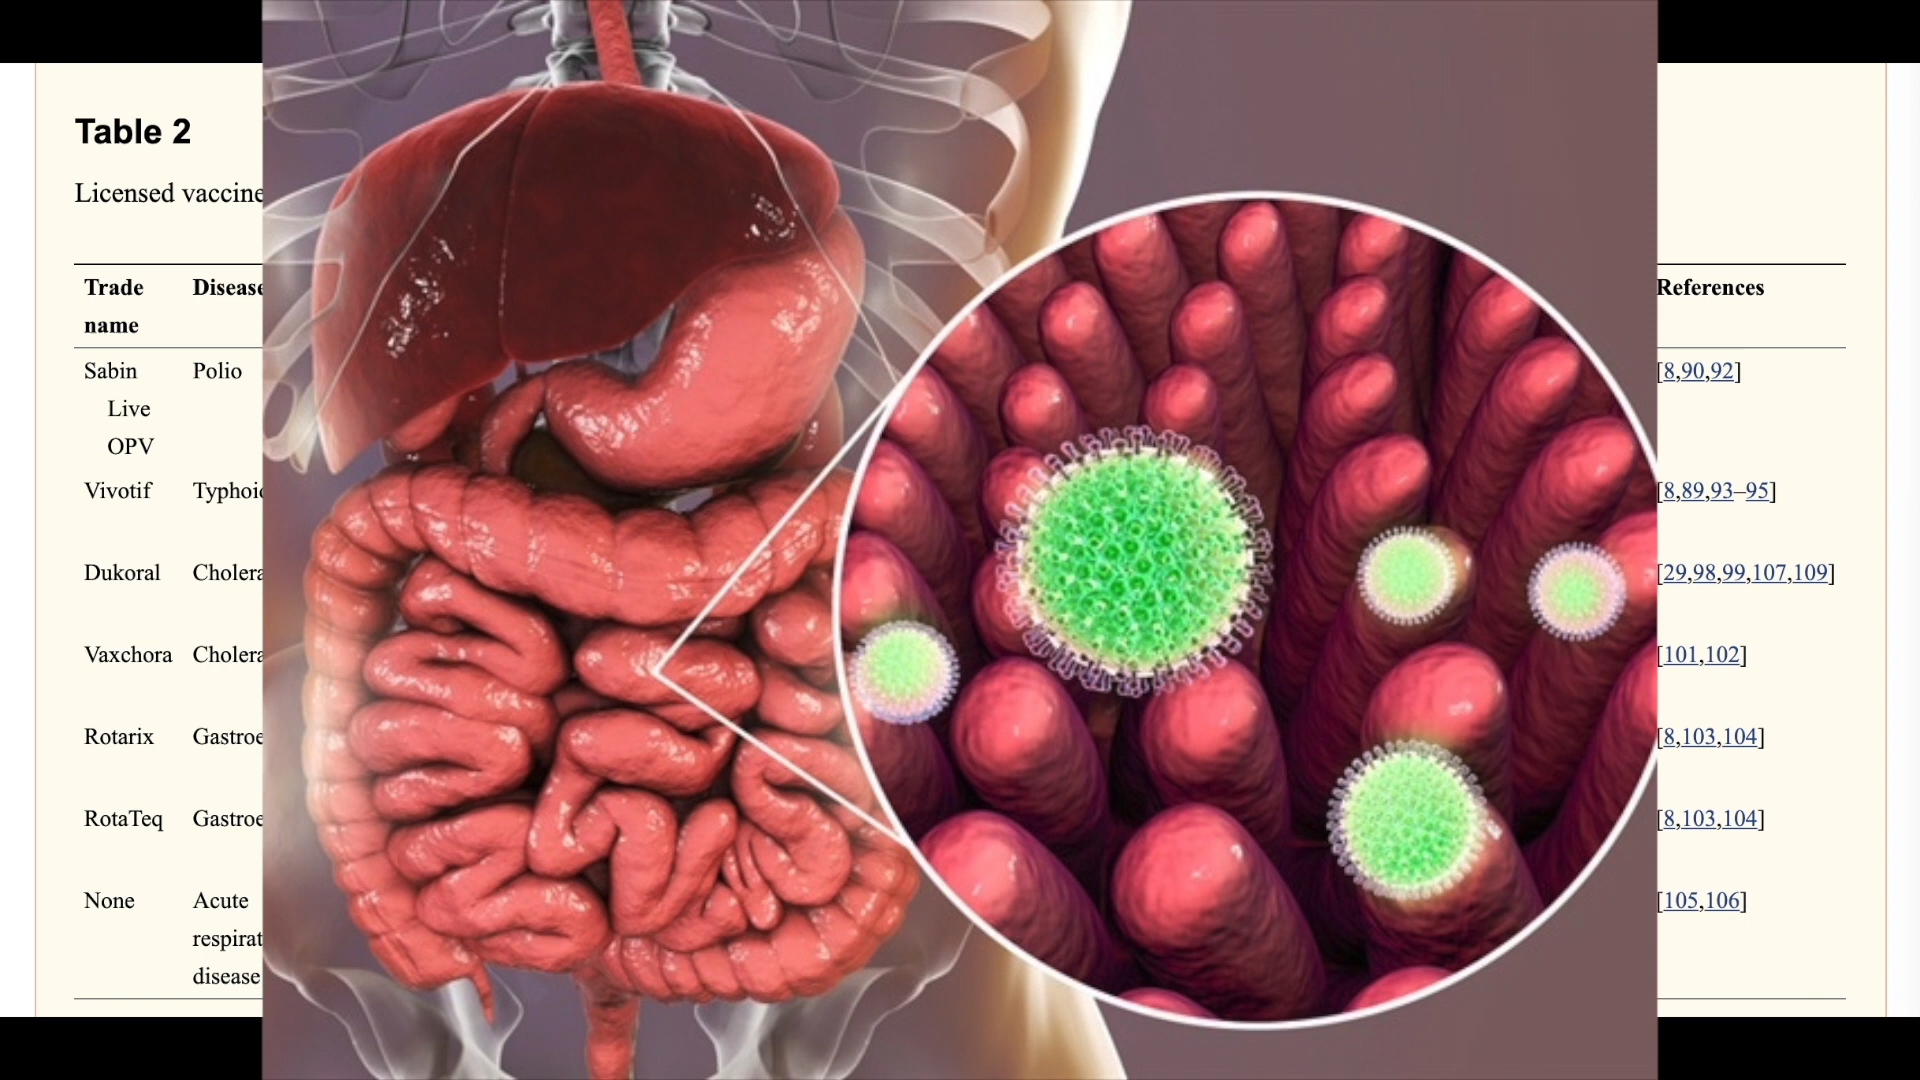 Table 2
Licensed vaccine
Trade name Disease References
Sabin Live OPV Polio [8,90,92]
Vivotif [8,89,93–95]
Dukoral Cholera [29,98,99,107,109]
Vaxchora Cholera [101,102]
Rotarix [8,103,104]
RotaTeq [8,103,104]
None Acute disease [105,106]